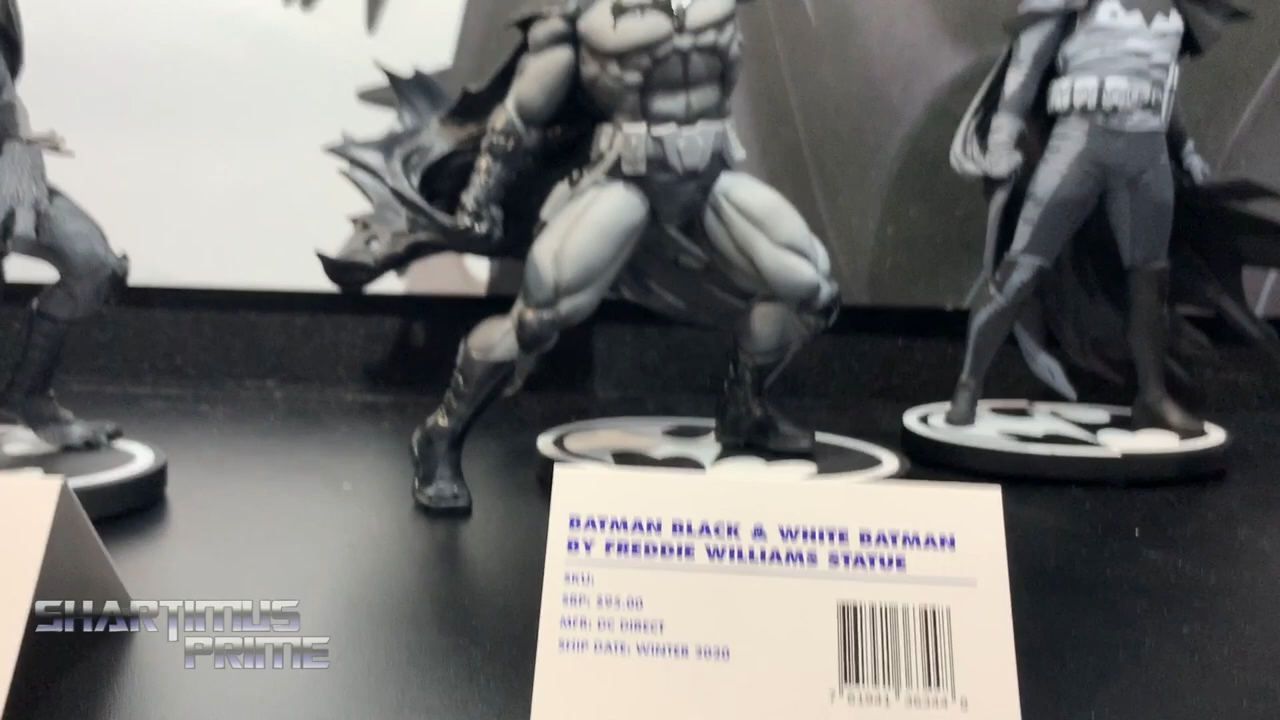 BATMAN BLACK & WHITE BATMAN
BY FREDDIE WILLIAMS STATUE
SKU:
SRP: $95.00
MFR: DC DIRECT
SHIP DATE: WINTER 2020
SHARTIMUS
PRIME